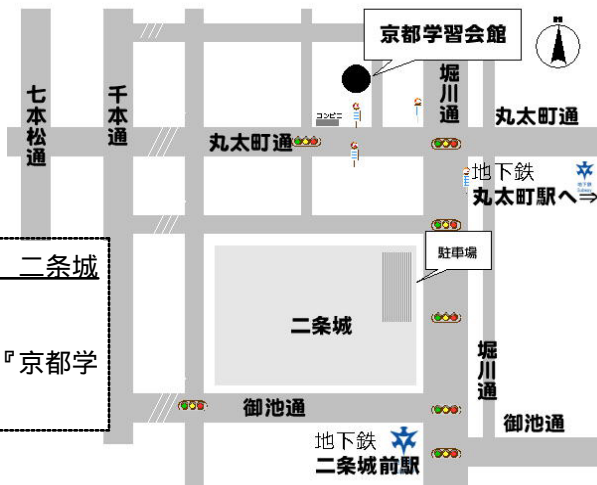 N
京都学習会館
七本松通
千本通
堀川通
コンビニ
丸太町通
丸太町通
地下鉄
丸太町駅へ⇒
駐車場
二条城
『京都学
二条城
堀川通
御池通
御池通
地下鉄
二条城前駅